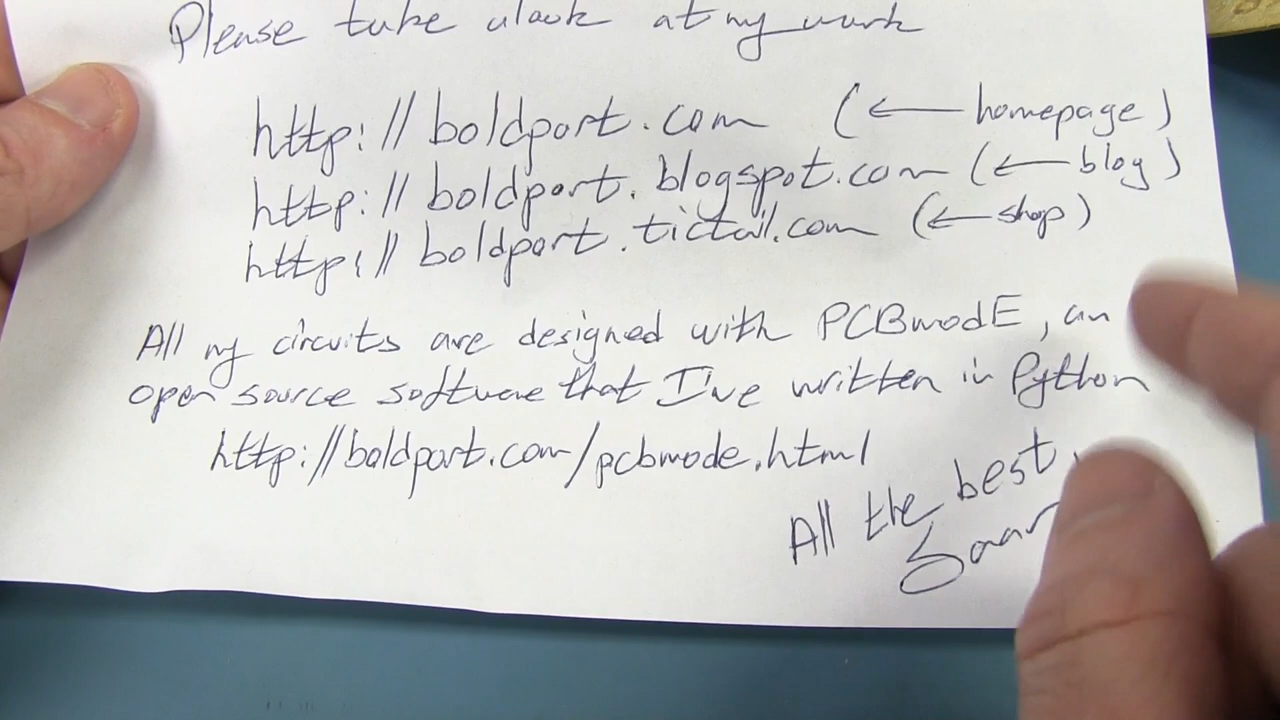 Please take a look at my work
http://boldport.com (← homepage)
http://boldport.blogspot.com (← blog)
http://boldport.tictail.com (← shop)
All my circuits are designed with PCBmodE, an
open source software that I've written in Python
http://boldport.com/pcbmode.html
All the best,
Saar